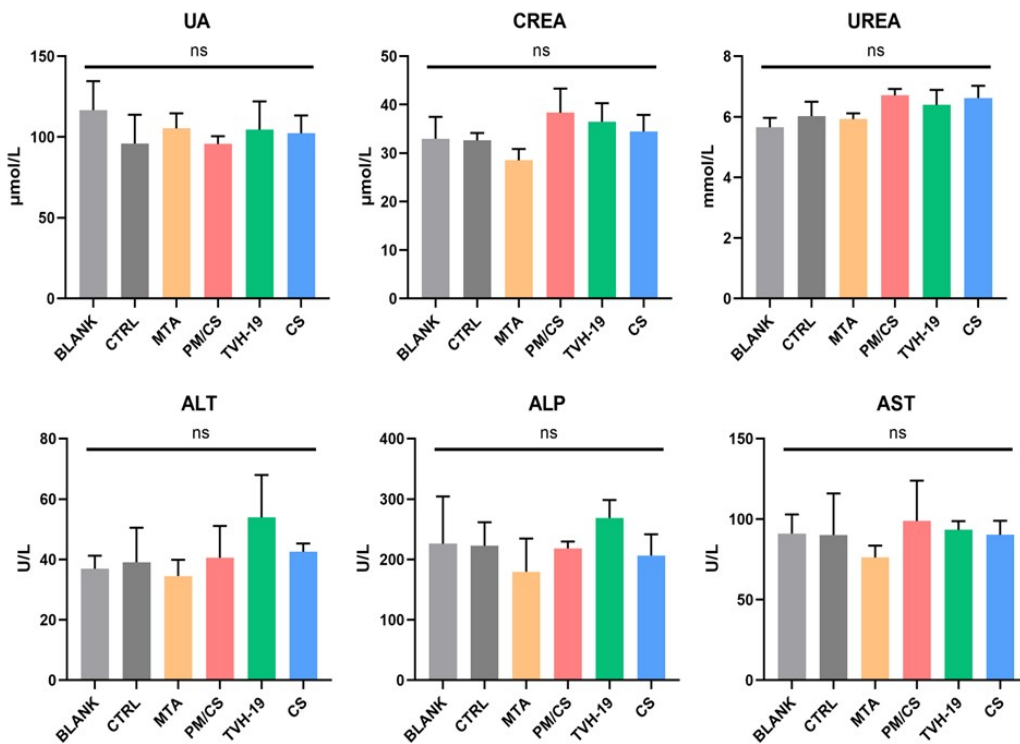 UA
ns
150
100
50
0
µmol/L
BLANK
CTRL
MTA
PM/CS
TVH-19
CS
CREA
ns
50
40
30
20
10
0
µmol/L
BLANK
CTRL
MTA
PM/CS
TVH-19
CS
UREA
ns
8
6
4
2
0
mmol/L
BLANK
CTRL
MTA
PM/CS
TVH-19
CS
ALT
ns
80
60
40
20
0
U/L
BLANK
CTRL
MTA
PM/CS
TVH-19
CS
ALP
ns
400
300
200
100
0
U/L
BLANK
CTRL
MTA
PM/CS
TVH-19
CS
AST
ns
150
100
50
0
U/L
BLANK
CTRL
MTA
PM/CS
TVH-19
CS